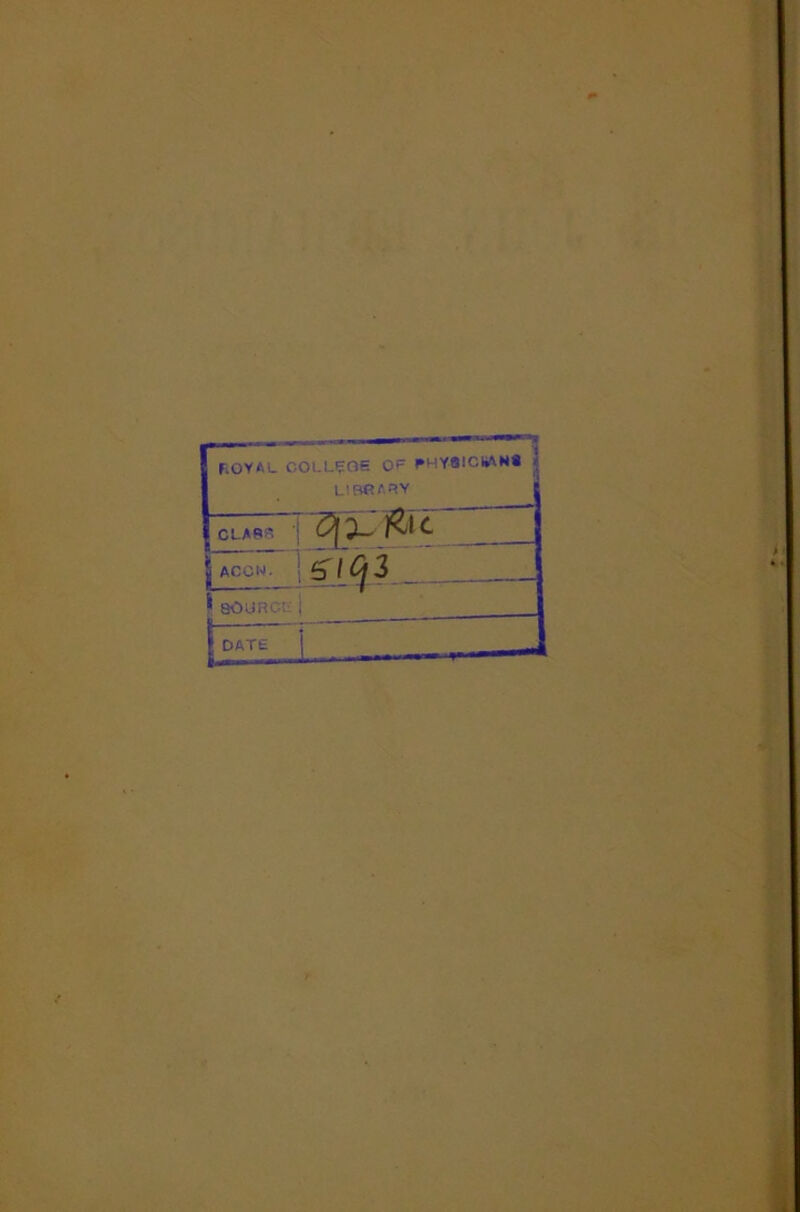 ROYAL COLLEGE OF PHYSICIANS
LIBRARY
CLASS 92 RIC
ACCN. 5193
SOURCE
DATE